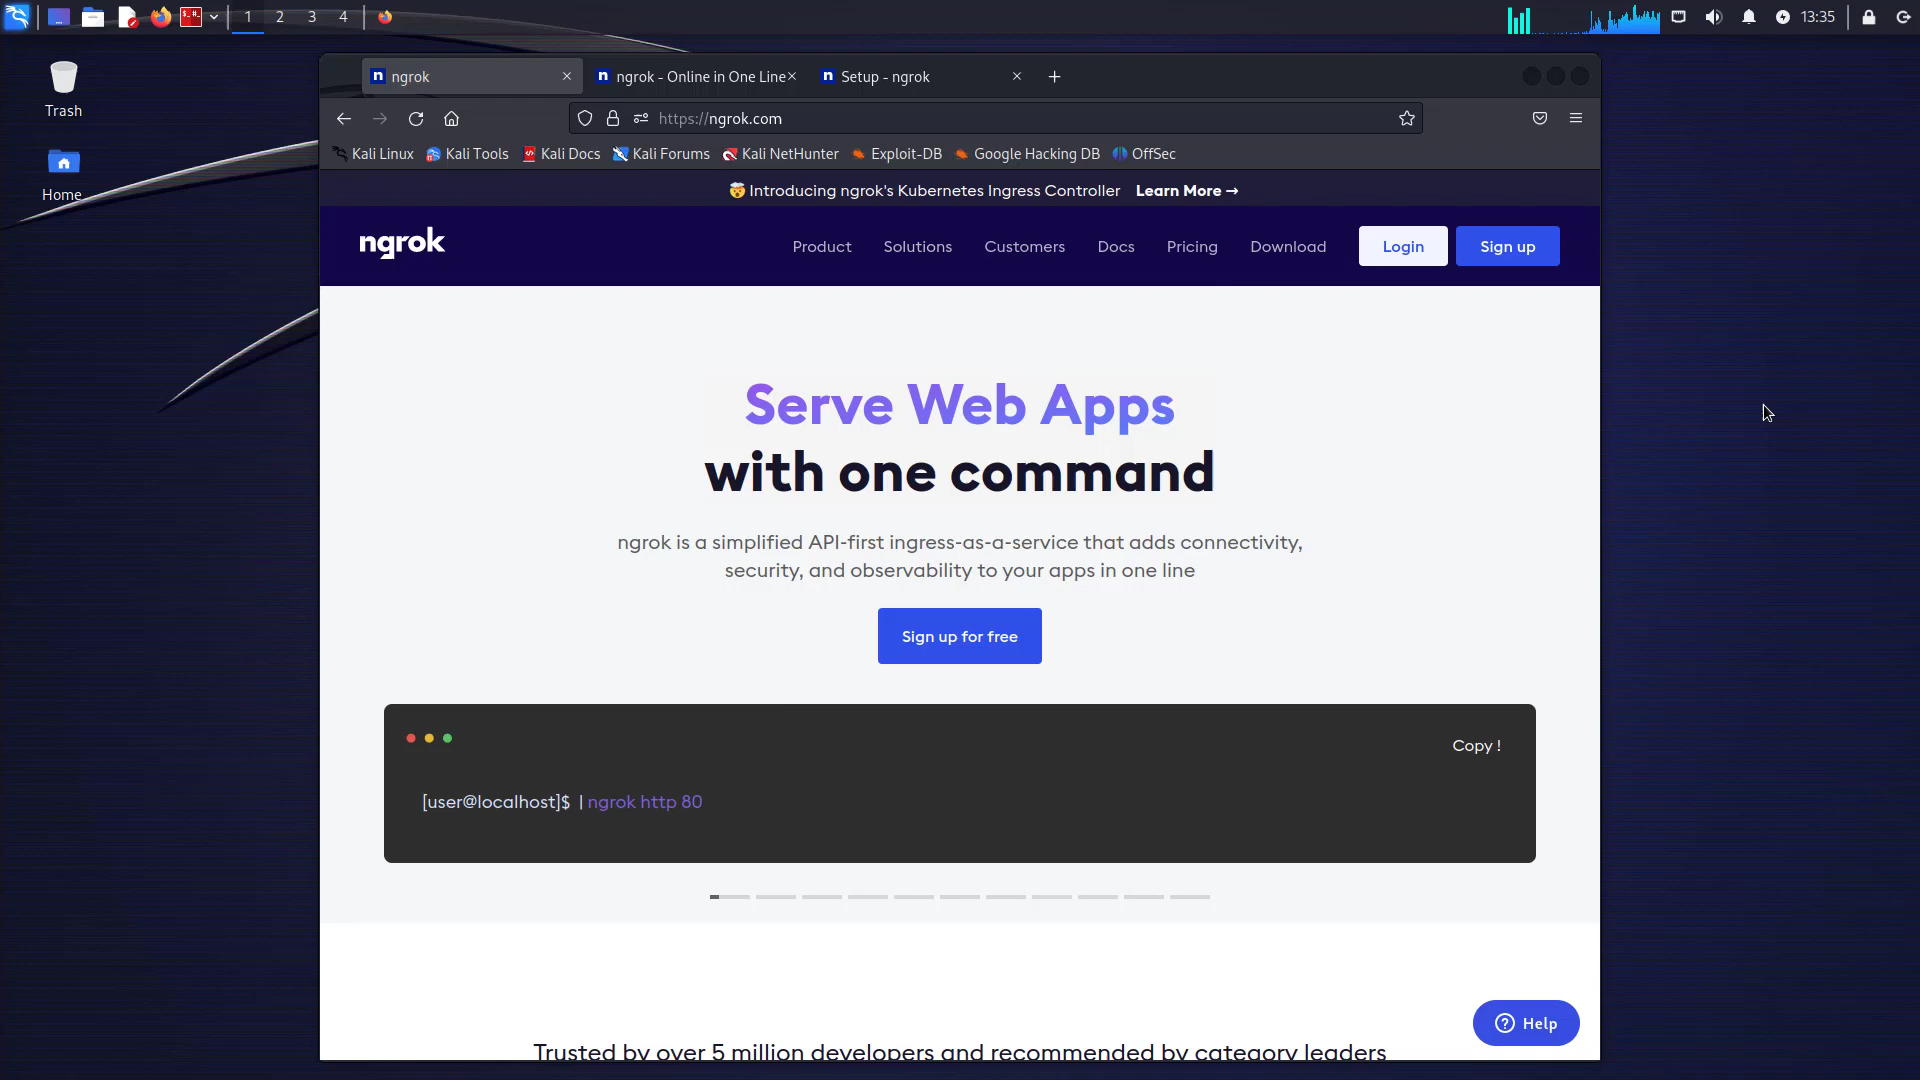 1 2 3 4
13:35
Trash
Home
ngrok
ngrok - Online in One Line
Setup - ngrok
https://ngrok.com
Kali Linux
Kali Tools
Kali Docs
Kali Forums
Kali NetHunter
Exploit-DB
Google Hacking DB
OffSec
🤯 Introducing ngrok's Kubernetes Ingress Controller Learn More →
ngrok
Product
Solutions
Customers
Docs
Pricing
Download
Login
Sign up
Serve Web Apps
with one command
ngrok is a simplified API-first ingress-as-a-service that adds connectivity,
security, and observability to your apps in one line
Sign up for free
Copy !
[user@localhost]$ | ngrok http 80
Help
Trusted by over 5 million developers and recommended by category leaders